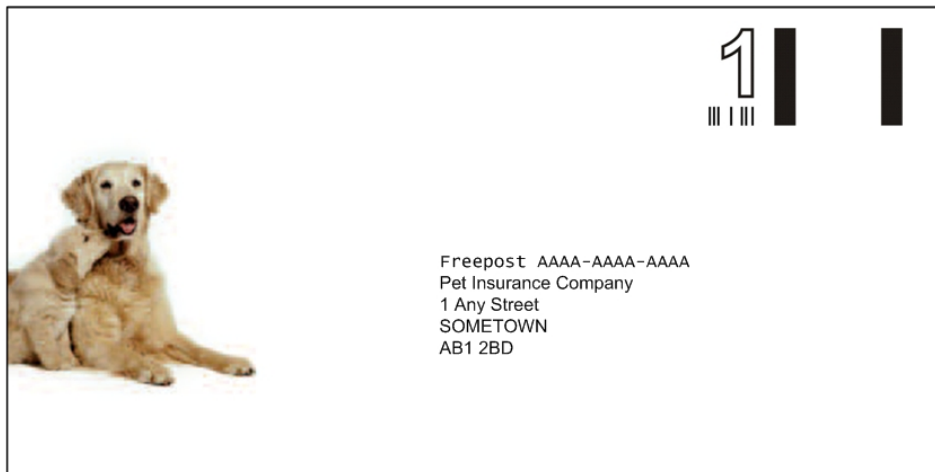 1
Freepost AAAA-AAAA-AAAA
Pet Insurance Company
1 Any Street
SOMETOWN
AB1 2BD